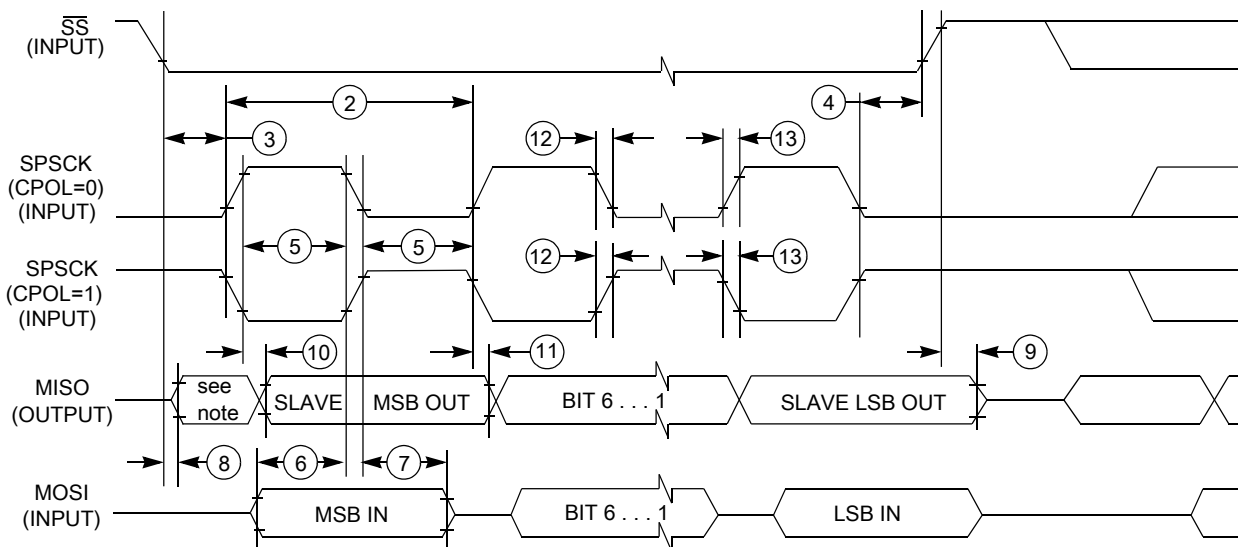 SS
(INPUT)
2
4
3
12
13
SPSCK
(CPOL=0)
(INPUT)
5
5
12
13
SPSCK
(CPOL=1)
(INPUT)
10
11
9
MISO
(OUTPUT)
see
note
SLAVE
MSB OUT
BIT 6 . . . 1
SLAVE LSB OUT
8
6
7
MOSI
(INPUT)
MSB IN
BIT 6 . . . 1
LSB IN